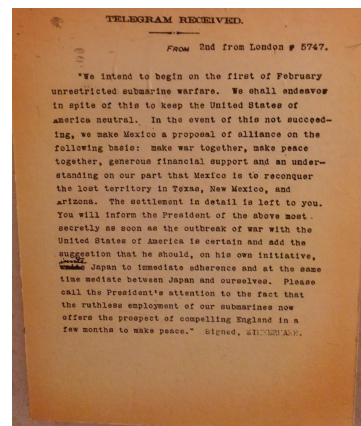 TELEGRAM RECEIVED.
FROM 2nd from London # 5747.
"We intend to begin on the first of February
unrestricted submarine warfare. We shall endeavor
in spite of this to keep the United States of
america neutral. In the event of this not succeed-
ing, we make Mexico a proposal of alliance on the
following basis: make war together, make peace
together, generous financial support and an under-
standing on our part that Mexico is to reconquer
the lost territory in Texas, New Mexico, and
arizona. The settlement in detail is left to you.
You will inform the President of the above most
secretly as soon as the outbreak of war with the
United States of America is certain and add the
suggestion that he should, on his own initiative,
invite
Japan to immediate adherence and at the same
time mediate between Japan and ourselves. Please
call the President's attention to the fact that
the ruthless employment of our submarines now
offers the prospect of compelling England in a
few months to make peace." Signed, ZIMMERMANN.